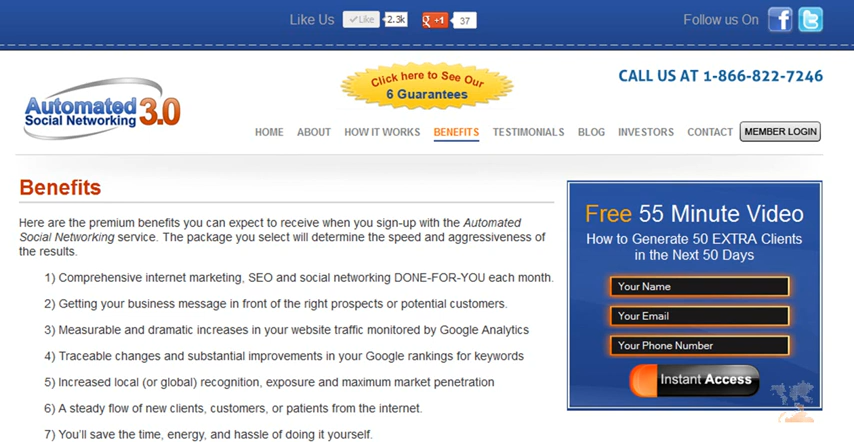 Like Us Like 2.3k +1 37 Follow us On
Click here to See Our
6 Guarantees
CALL US AT 1-866-822-7246
Automated
Social Networking 3.0
HOME ABOUT HOW IT WORKS BENEFITS TESTIMONIALS BLOG INVESTORS CONTACT MEMBER LOGIN
Benefits
Here are the premium benefits you can expect to receive when you sign-up with the Automated
Social Networking service. The package you select will determine the speed and aggressiveness of
the results.
1) Comprehensive internet marketing, SEO and social networking DONE-FOR-YOU each month.
2) Getting your business message in front of the right prospects or potential customers.
3) Measurable and dramatic increases in your website traffic monitored by Google Analytics
4) Traceable changes and substantial improvements in your Google rankings for keywords
5) Increased local (or global) recognition, exposure and maximum market penetration
6) A steady flow of new clients, customers, or patients from the internet.
7) You'll save the time, energy, and hassle of doing it yourself.
Free 55 Minute Video
How to Generate 50 EXTRA Clients
in the Next 50 Days
Your Name
Your Email
Your Phone Number
Instant Access